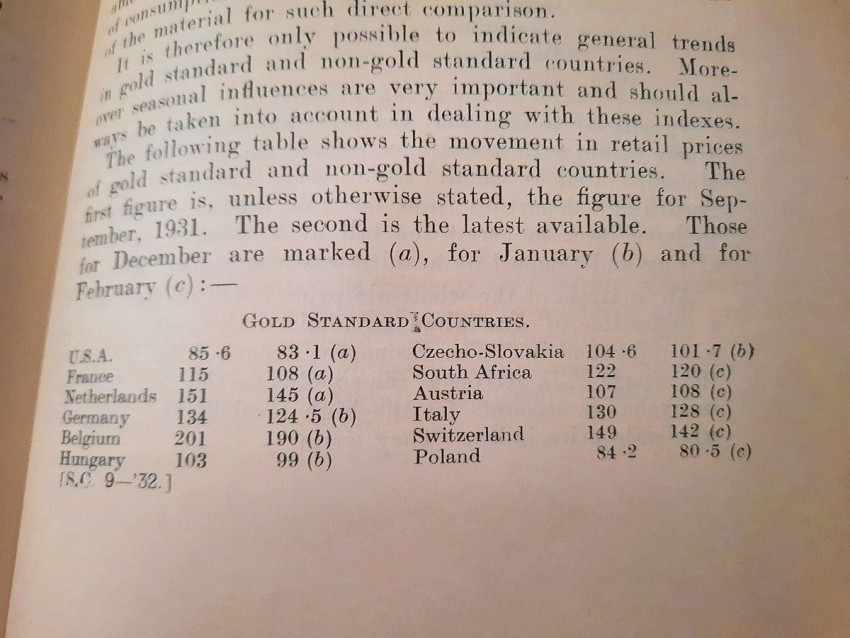 of consump
of the material for such direct comparison.
It is therefore only possible to indicate general trends
in gold standard and non-gold standard countries. More-
over seasonal influences are very important and should al-
ways be taken into account in dealing with these indexes.
The following table shows the movement in retail prices
of gold standard and non-gold standard countries. The
first figure is, unless otherwise stated, the figure for Sep-
tember, 1931. The second is the latest available. Those
for December are marked (a), for January (b) and for
February (c) :—
GOLD STANDARD COUNTRIES.
U.S.A. 85·6 83·1 (a) Czecho-Slovakia 104·6 101·7 (b)
France 115 108 (a) South Africa 122 120 (c)
Netherlands 151 145 (a) Austria 107 108 (c)
Germany 134 124·5 (b) Italy 130 128 (c)
Belgium 201 190 (b) Switzerland 149 142 (c)
Hungary 103 99 (b) Poland 84·2 80·5 (c)
[S.C. 9—'32.]